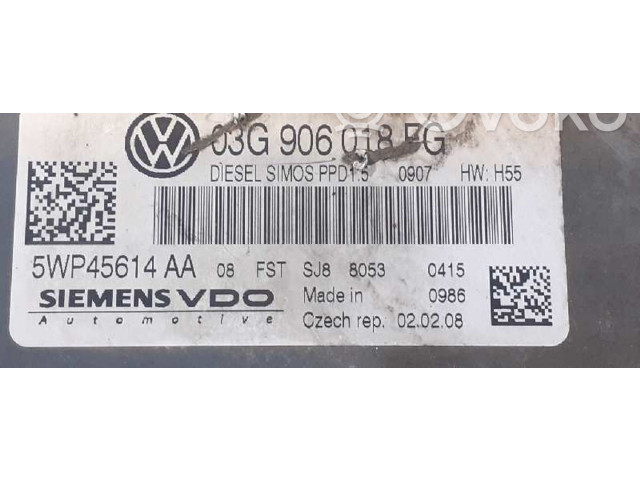 03G 906 018 FG
DIESEL SIMOS PPD1.5 0907 HW: H55
5WP45614 AA 08 FST SJ8 8053 0415
SIEMENS VDO Made in 0986
Automotive Czech rep. 02.02.08